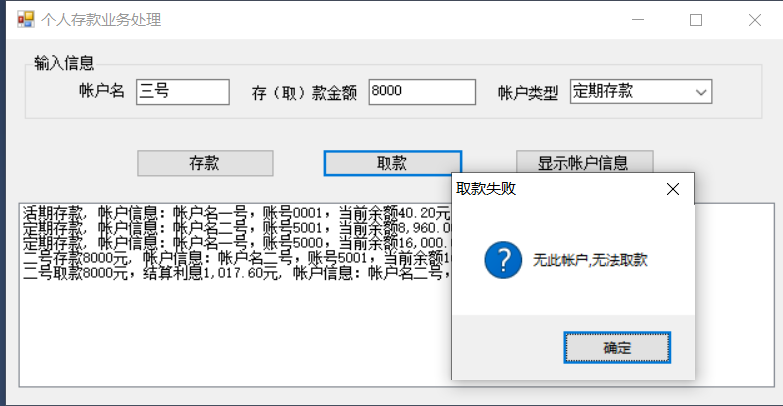 个人存款业务处理
输入信息
帐户名 三号 存（取）款金额 8000 帐户类型 定期存款
存款 取款 显示帐户信息
取款失败
活期存款, 帐户信息: 帐户名一号，账号0001，当前余额40.20元
定期存款, 帐户信息: 帐户名二号，账号5001，当前余额8,960.0
定期存款, 帐户信息: 帐户名一号，账号5000，当前余额16,000.
二号存款8000元, 帐户信息: 帐户名二号，账号5001，当前余额1
二号取款8000元，结算利息1,017.60元, 帐户信息: 帐户名二号，
无此帐户,无法取款
确定